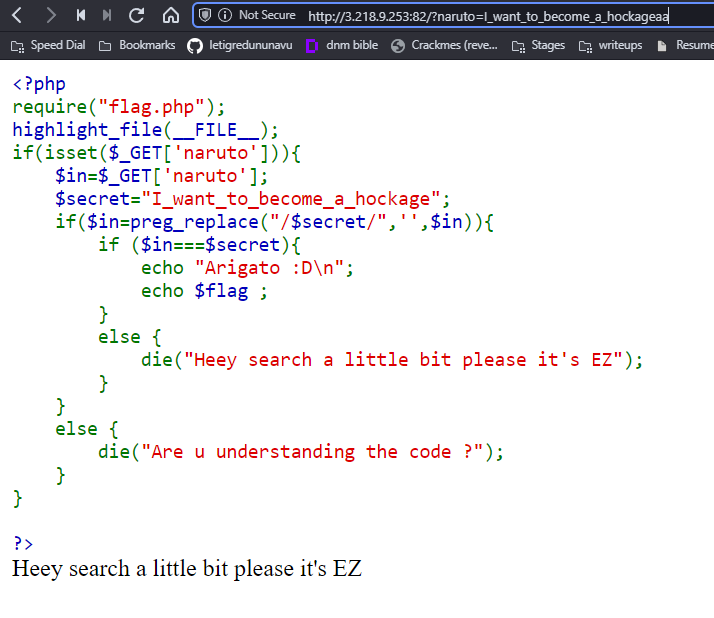 Not Secure http://3.218.9.253:82/?naruto=I_want_to_become_a_hockageaa
Speed Dial Bookmarks letigredununavu dnm bible Crackmes (reve... Stages writeups Resume
<?php
require("flag.php");
highlight_file(__FILE__);
if(isset($_GET['naruto'])){
    $in=$_GET['naruto'];
    $secret="I_want_to_become_a_hockage";
    if($in=preg_replace("/$secret/",'',$in)){
        if ($in===$secret){
            echo "Arigato :D\n";
            echo $flag ;
        }
        else {
            die("Heey search a little bit please it's EZ");
        }
    }
    else {
        die("Are u understanding the code ?");
    }
}
?>
Heey search a little bit please it's EZ